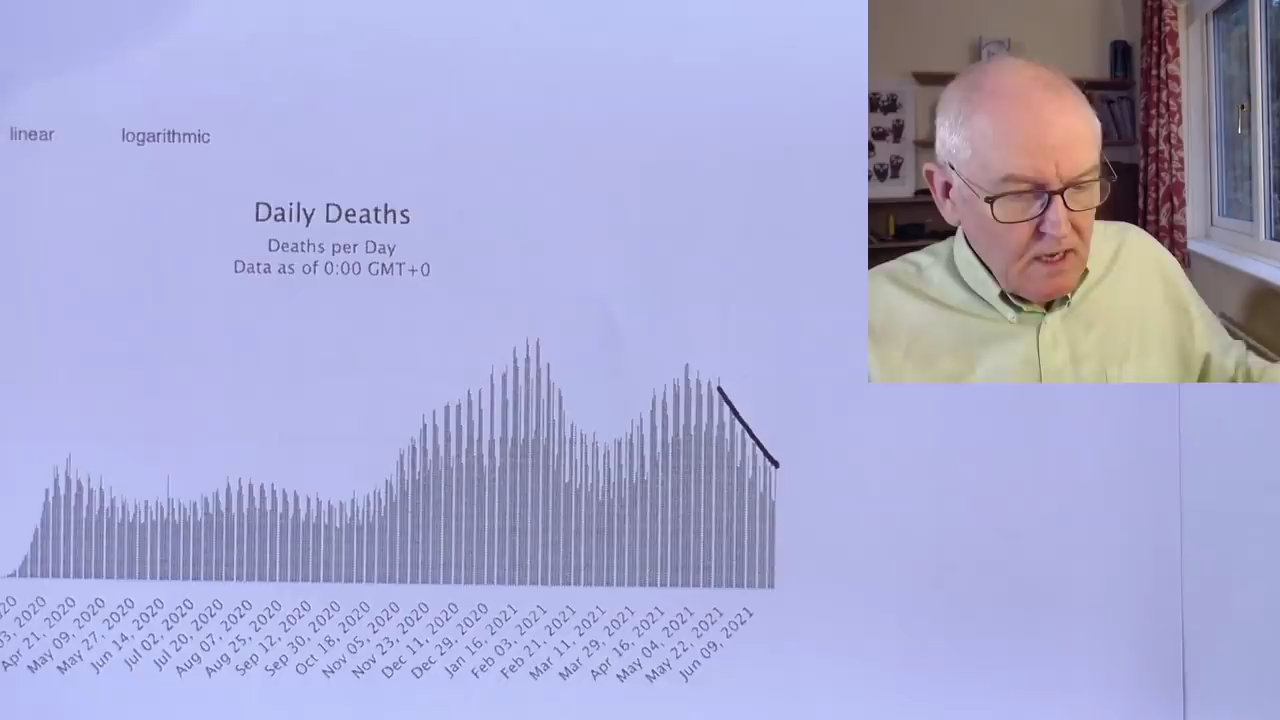 linear logarithmic
Daily Deaths
Deaths per Day
Data as of 0:00 GMT+0
Apr 21, 2020
May 09, 2020
May 27, 2020
Jun 14, 2020
Jul 02, 2020
Jul 20, 2020
Aug 07, 2020
Aug 25, 2020
Sep 12, 2020
Sep 30, 2020
Oct 18, 2020
Nov 05, 2020
Nov 23, 2020
Dec 11, 2020
Dec 29, 2020
Jan 16, 2021
Feb 03, 2021
Feb 21, 2021
Mar 11, 2021
Mar 29, 2021
Apr 16, 2021
May 04, 2021
May 22, 2021
Jun 09, 2021